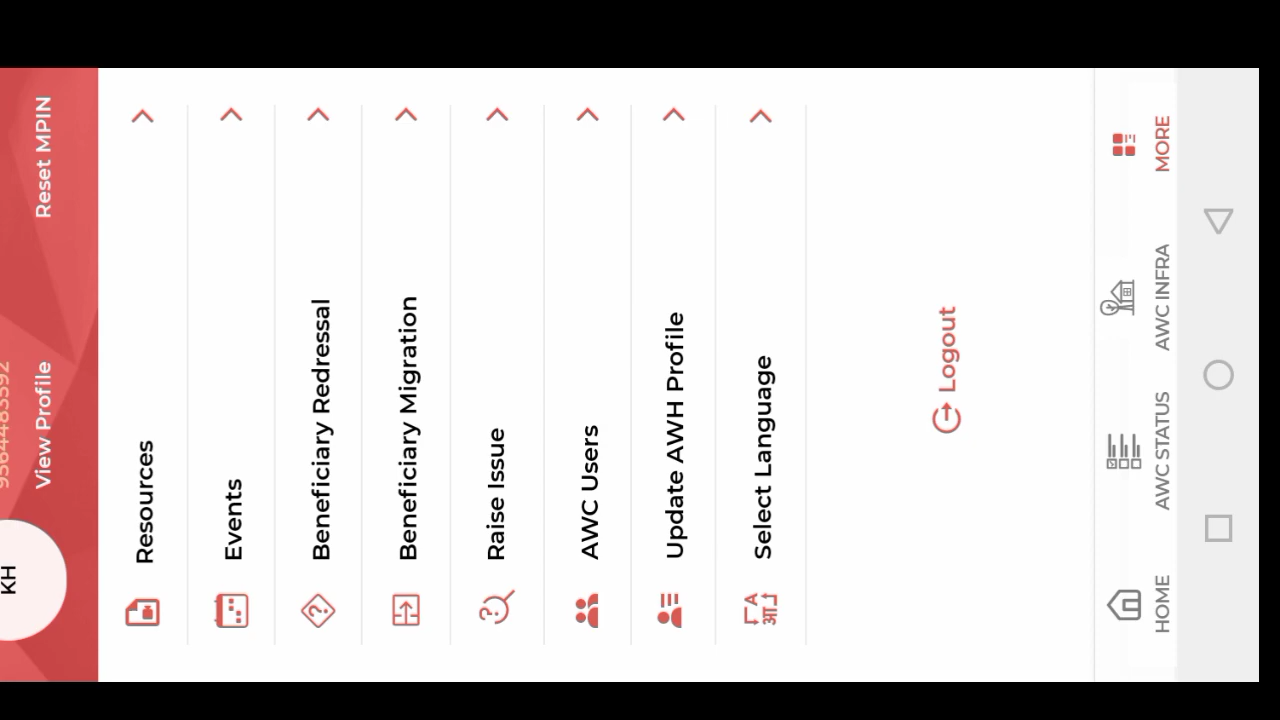 View Profile
Reset MPIN
KH
Resources
Events
Beneficiary Redressal
Beneficiary Migration
Raise Issue
AWC Users
Update AWH Profile
Select Language
Logout
HOME
AWC STATUS
AWC INFRA
MORE